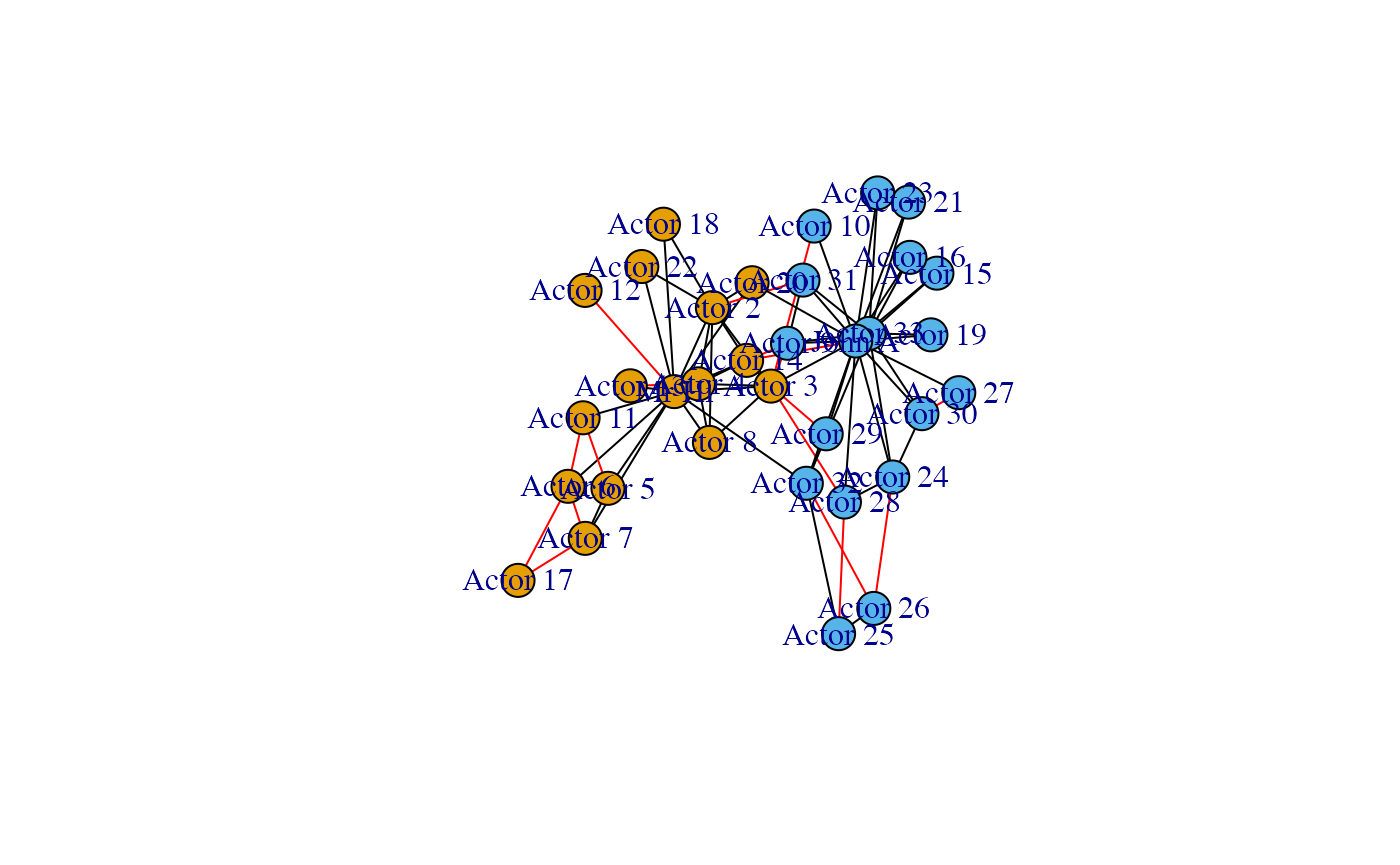 Actor 23
Actor 21
Actor 18
Actor 10
Actor 16
Actor 22
Actor 15
Actor 20
Actor 31
Actor 12
Actor 2
Actor 33
Actor 19
John A
Actor
Actor 14
Actor
Mr Hi
Actor 4
Actor 3
Actor 27
Actor 30
Actor 11
Actor 29
Actor 8
Actor 24
Actor 32
Actor 6
Actor 5
Actor 28
Actor 7
Actor 17
Actor 26
Actor 25